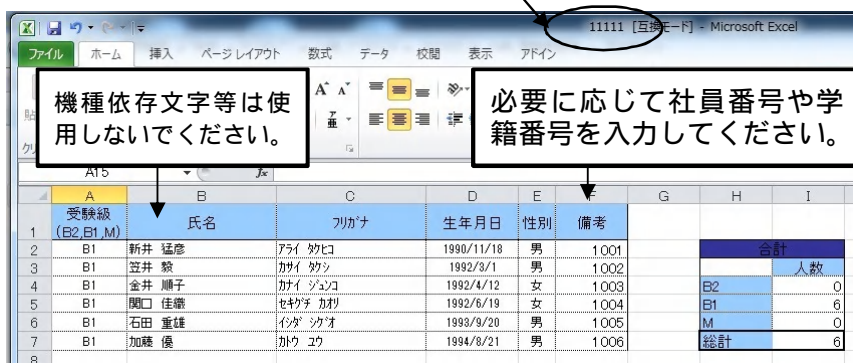 11111 [互換モード] - Microsoft Excel
ファイル ホーム 挿入 ページ レイアウト 数式 データ 校閲 表示 アドイン
機種依存文字等は使
用しないでください。
必要に応じて社員番号や学
籍番号を入力してください。
A15 fx
A B C D E F G H I
1 受験級 (B2,B1,M) 氏名 フリガナ 生年月日 性別 備考
2 B1 新井 猛彦 アライ タケヒコ 1990/11/18 男 1001 合計
3 B1 笠井 毅 カサイ タケシ 1992/3/1 男 1002 人数
4 B1 金井 順子 カナイ ジュンコ 1992/4/12 女 1003 B2 0
5 B1 関口 佳織 セキグチ カオリ 1992/6/19 女 1004 B1 6
6 B1 石田 重雄 イシダ シゲオ 1993/9/20 男 1005 M 0
7 B1 加藤 優 カトウ ユウ 1994/8/21 男 1006 総計 6
8